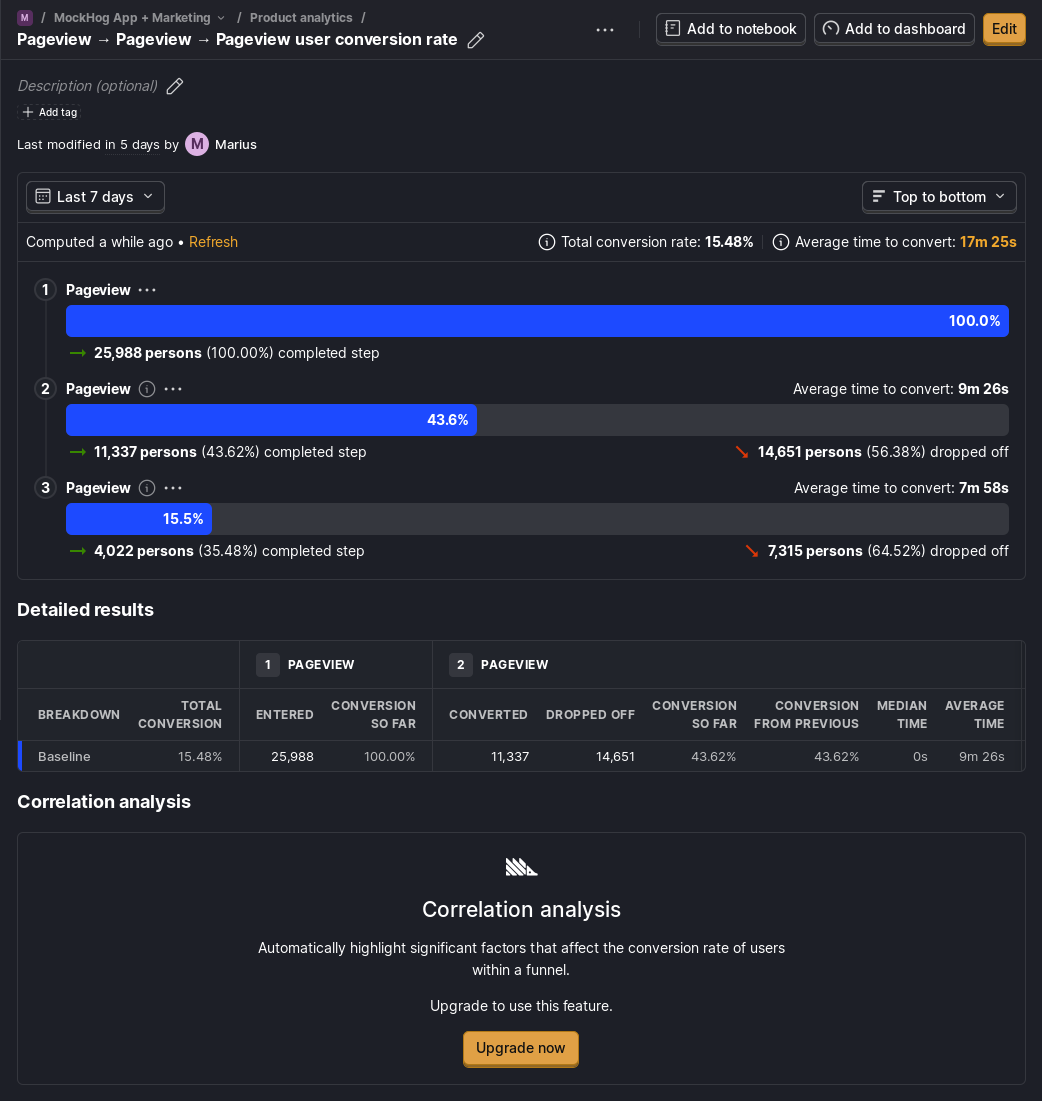 M / MockHog App + Marketing / Product analytics /
Pageview → Pageview → Pageview user conversion rate
Add to notebook
Add to dashboard
Edit
Description (optional)
Add tag
Last modified in 5 days by M Marius
Last 7 days
Top to bottom
Computed a while ago • Refresh
Total conversion rate: 15.48%
Average time to convert: 17m 25s
1 Pageview
100.0%
→ 25,988 persons (100.00%) completed step
2 Pageview
Average time to convert: 9m 26s
43.6%
→ 11,337 persons (43.62%) completed step
14,651 persons (56.38%) dropped off
3 Pageview
Average time to convert: 7m 58s
15.5%
→ 4,022 persons (35.48%) completed step
7,315 persons (64.52%) dropped off
Detailed results
1 PAGEVIEW
2 PAGEVIEW
BREAKDOWN
TOTAL
CONVERSION
ENTERED
CONVERSION
SO FAR
CONVERTED
DROPPED OFF
CONVERSION
SO FAR
CONVERSION
FROM PREVIOUS
MEDIAN
TIME
AVERAGE
TIME
Baseline 15.48% 25,988 100.00% 11,337 14,651 43.62% 43.62% 0s 9m 26s
Correlation analysis
Correlation analysis
Automatically highlight significant factors that affect the conversion rate of users
within a funnel.
Upgrade to use this feature.
Upgrade now